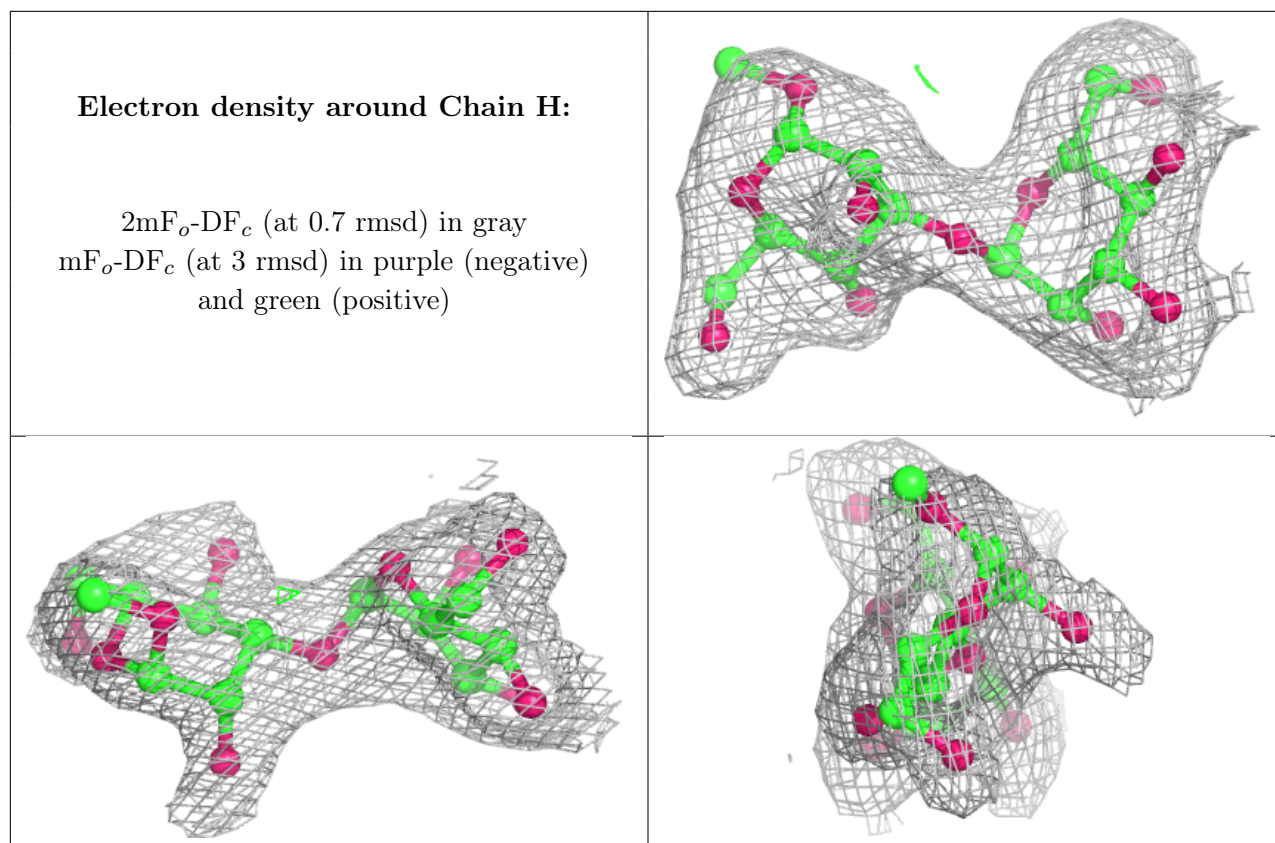 Electron density around Chain H:
2mFo-DFc (at 0.7 rmsd) in gray
mFo-DFc (at 3 rmsd) in purple (negative)
and green (positive)